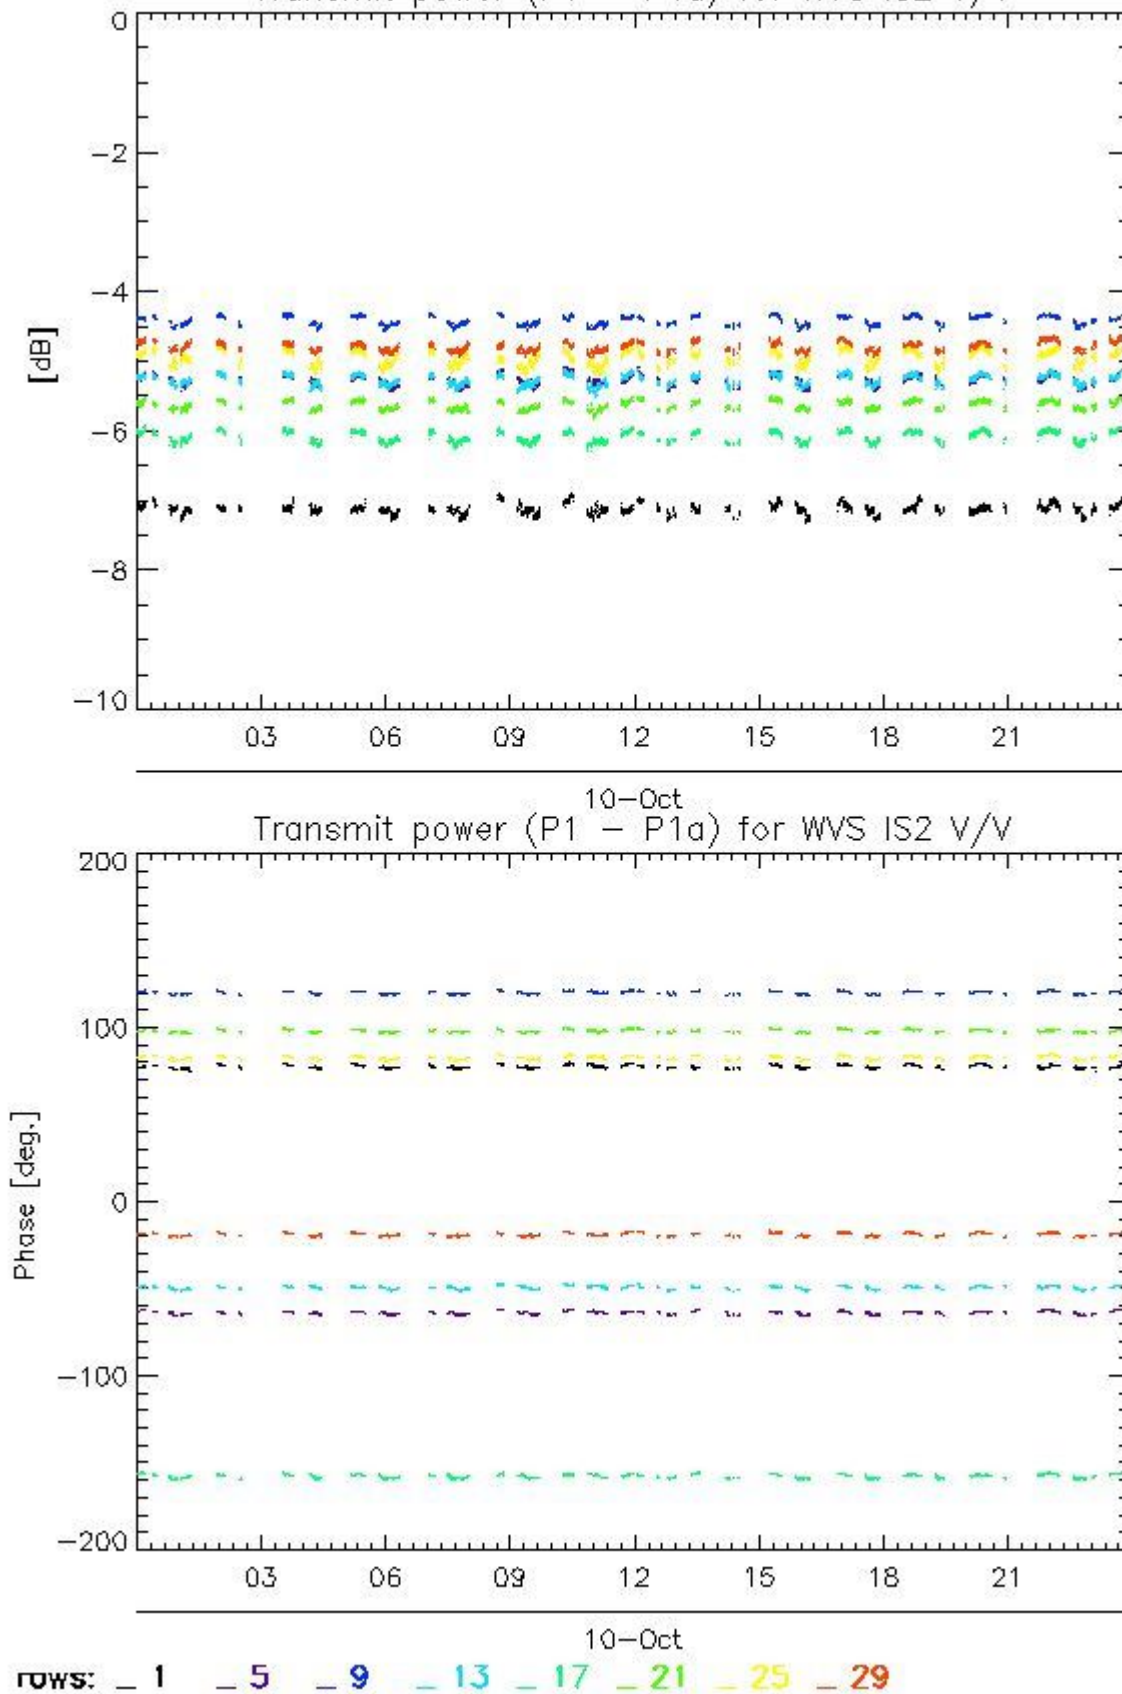 0
−2
−4
[dB]
−6
−8
−10
03 06 09 12 15 18 21
10−Oct
Transmit power (P1 − P1a) for WVS IS2 V/V
200
100
Phase [deg.]
0
−100
−200
03 06 09 12 15 18 21
10−Oct
rows: _ 1 _ 5 _ 9 _ 13 _ 17 _ 21 _ 25 _ 29